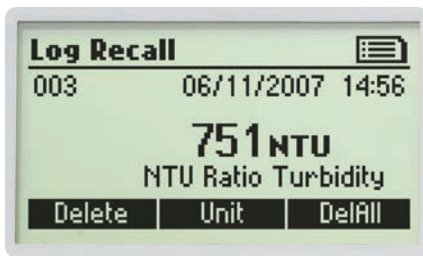 Log Recall
003 06/11/2007 14:56
751 NTU
NTU Ratio Turbidity
Delete Unit DelAll